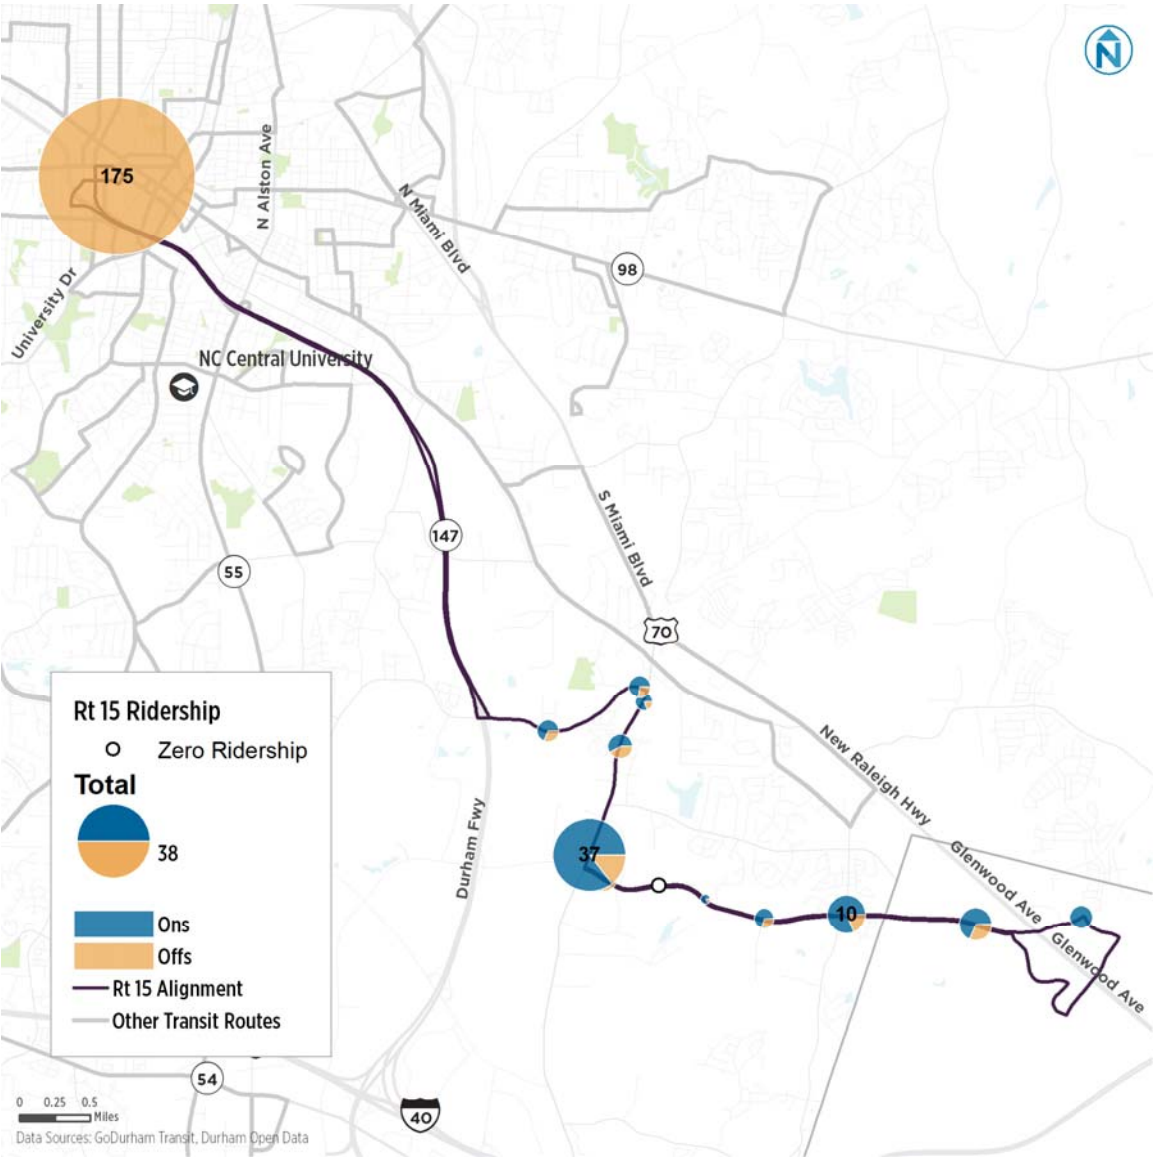 N
175
N Alston Ave
N Miami Blvd
98
University Dr
NC Central University
147
S Miami Blvd
55
70
New Raleigh Hwy
Durham Fwy
37
10
Glenwood Ave
Glenwood Ave
Rt 15 Ridership
Zero Ridership
Total
38
Ons
Offs
Rt 15 Alignment
Other Transit Routes
54
40
0 0.25 0.5
Miles
Data Sources: GoDurham Transit, Durham Open Data